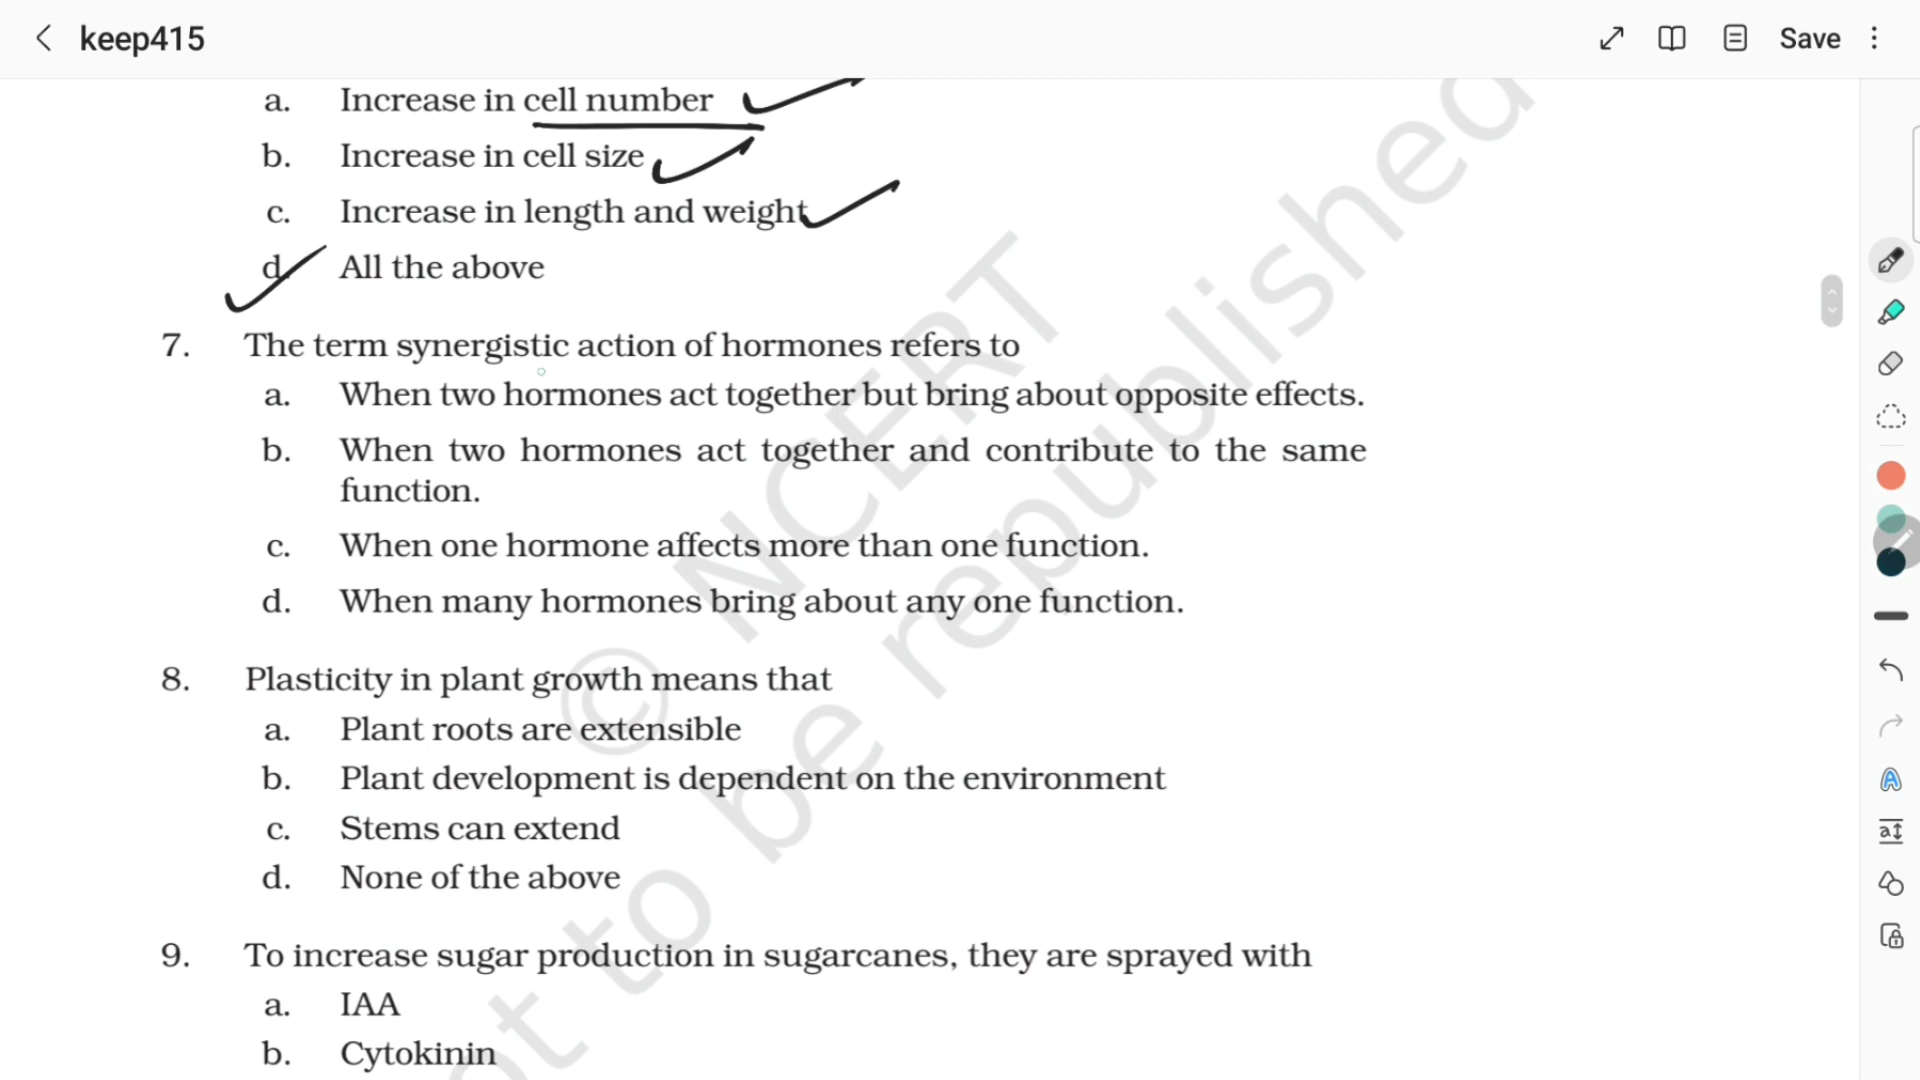 keep415
Save
a. Increase in cell number
b. Increase in cell size
c. Increase in length and weight
d. All the above
7. The term synergistic action of hormones refers to
a. When two hormones act together but bring about opposite effects.
b. When two hormones act together and contribute to the same
function.
c. When one hormone affects more than one function.
d. When many hormones bring about any one function.
8. Plasticity in plant growth means that
a. Plant roots are extensible
b. Plant development is dependent on the environment
c. Stems can extend
d. None of the above
9. To increase sugar production in sugarcanes, they are sprayed with
a. IAA
b. Cytokinin
© NCERT
not to be republished